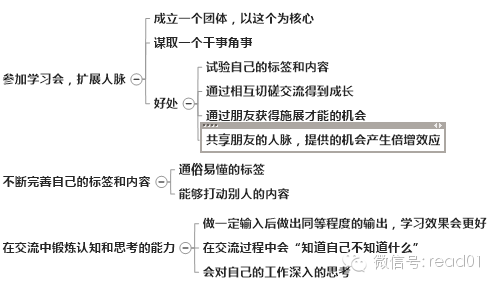 成立一个团体，以这个为核心
谋取一个干事角事
参加学习会，扩展人脉
好处
试验自己的标签和内容
通过相互切磋交流得到成长
通过朋友获得施展才能的机会
共享朋友的人脉，提供的机会产生倍增效应
不断完善自己的标签和内容
通俗易懂的标签
能够打动别人的内容
在交流中锻炼认知和思考的能力
做一定输入后做出同等程度的输出，学习效果会更好
在交流过程中会“知道自己不知道什么”
会对自己的工作深入的思考
微信号: read01